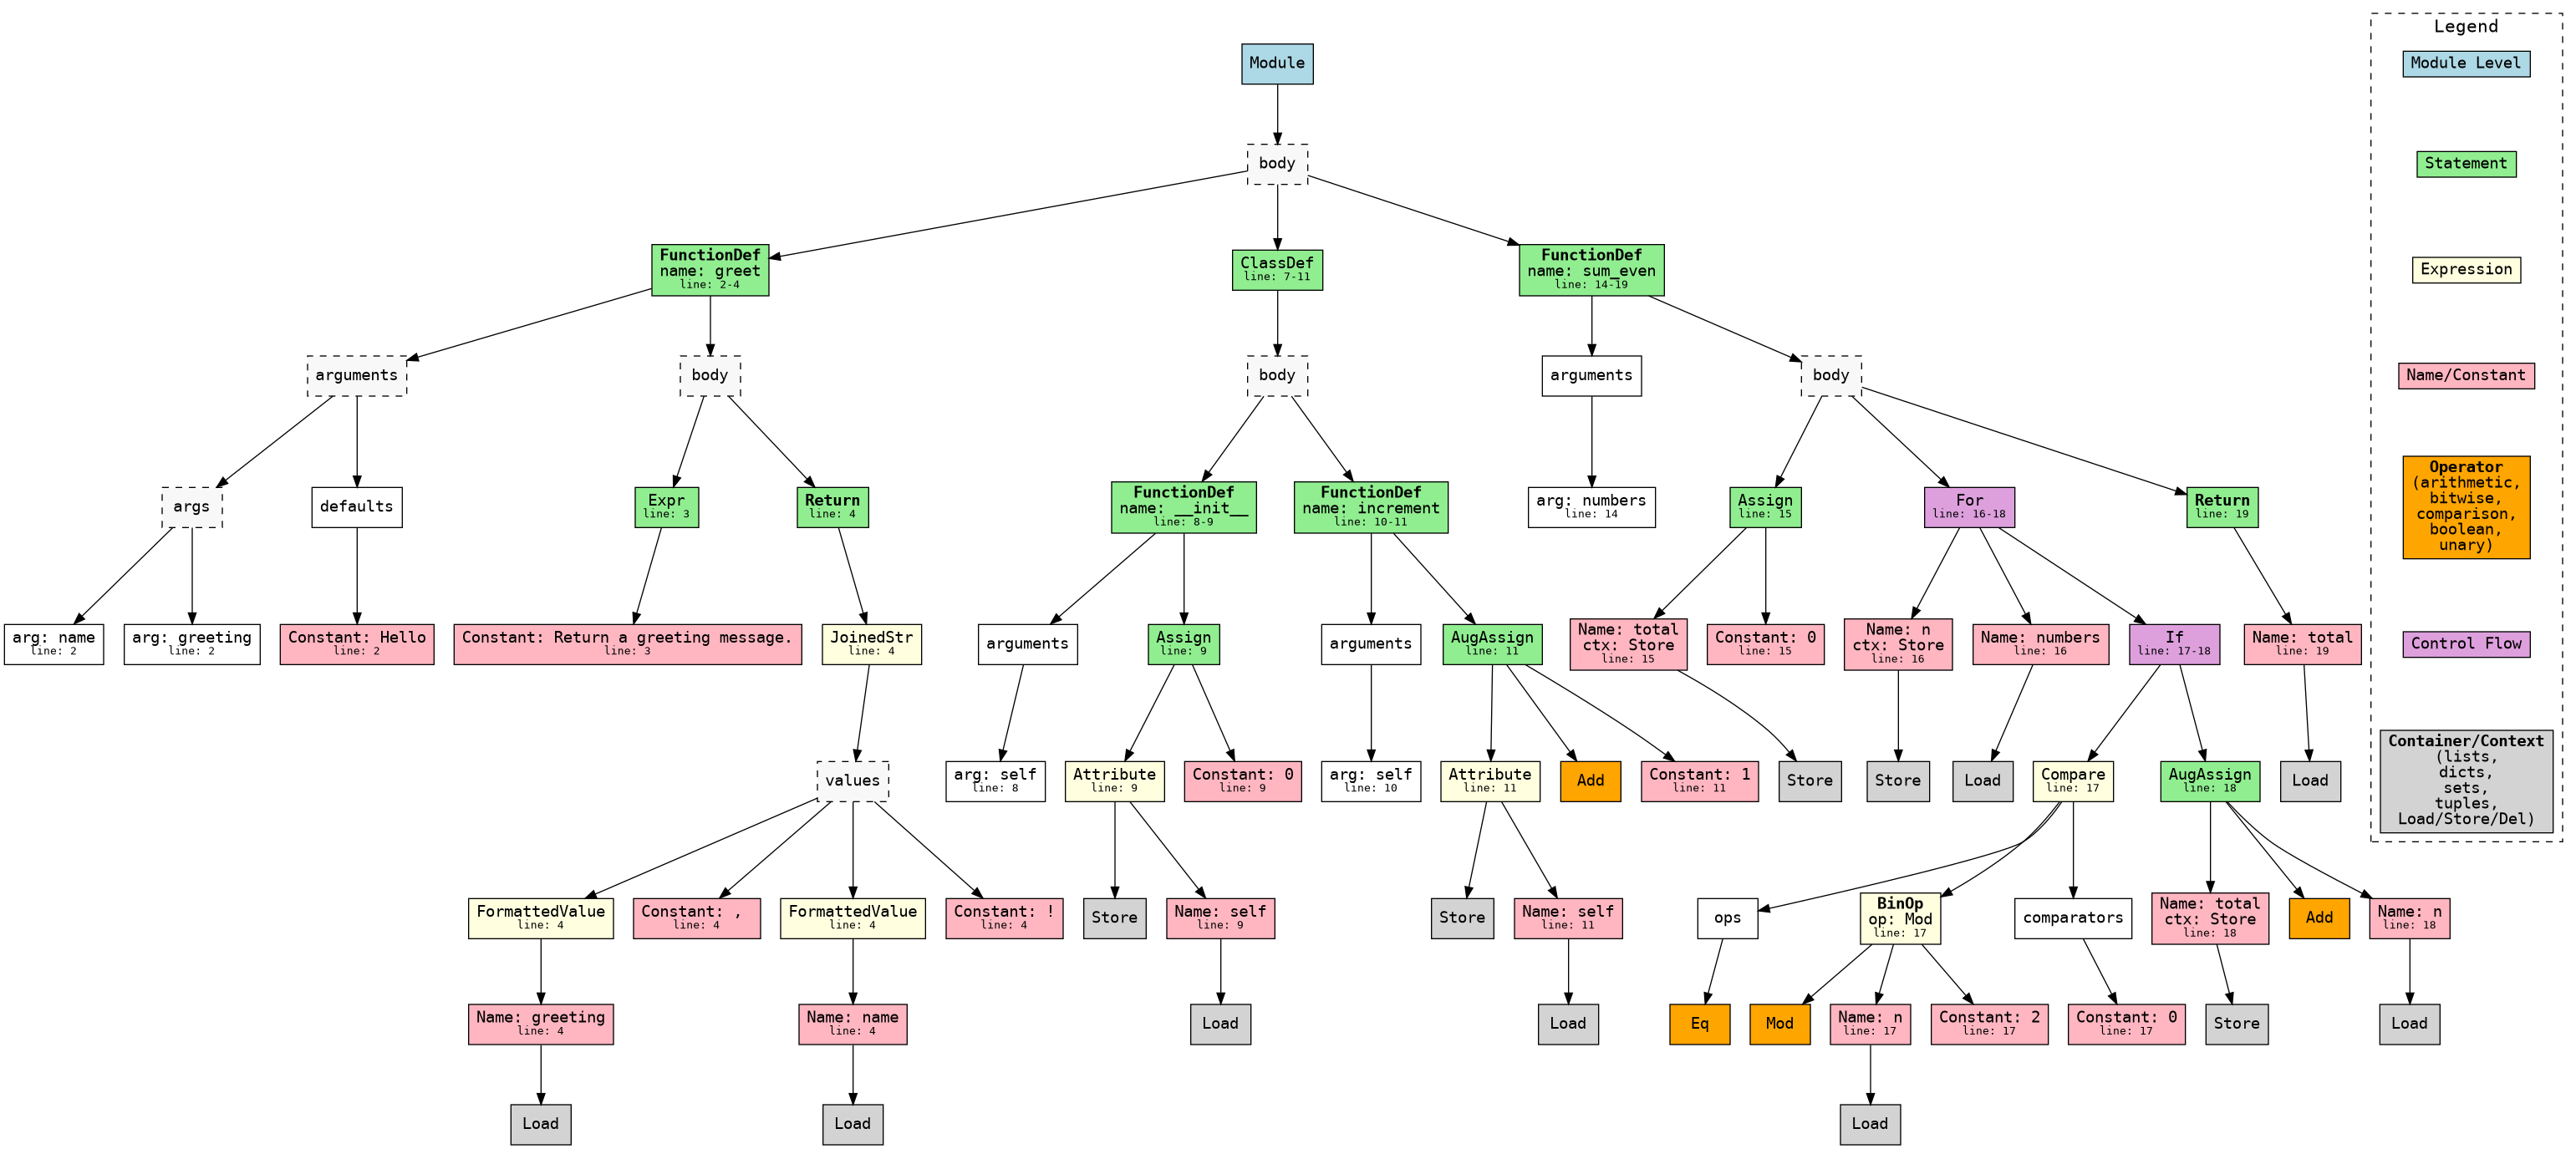 Legend
Module
Module Level
body
Statement
FunctionDef
name: greet
line: 2-4
ClassDef
line: 7-11
FunctionDef
name: sum_even
line: 14-19
Expression
arguments
body
body
arguments
body
Name/Constant
args
defaults
Expr
line: 3
Return
line: 4
FunctionDef
name: __init__
line: 8-9
FunctionDef
name: increment
line: 10-11
arg: numbers
line: 14
Assign
line: 15
For
line: 16-18
Return
line: 19
Operator
(arithmetic,
bitwise,
comparison,
boolean,
unary)
arg: name
line: 2
arg: greeting
line: 2
Constant: Hello
line: 2
Constant: Return a greeting message.
line: 3
JoinedStr
line: 4
arguments
Assign
line: 9
arguments
AugAssign
line: 11
Name: total
ctx: Store
line: 15
Constant: 0
line: 15
Name: n
ctx: Store
line: 16
Name: numbers
line: 16
If
line: 17-18
Name: total
line: 19
Control Flow
values
arg: self
line: 8
Attribute
line: 9
Constant: 0
line: 9
arg: self
line: 10
Attribute
line: 11
Add
Constant: 1
line: 11
Store
Store
Load
Compare
line: 17
AugAssign
line: 18
Load
Container/Context
(lists,
dicts,
sets,
tuples,
Load/Store/Del)
FormattedValue
line: 4
Constant: ,
line: 4
FormattedValue
line: 4
Constant: !
line: 4
Store
Name: self
line: 9
Store
Name: self
line: 11
ops
BinOp
op: Mod
line: 17
comparators
Name: total
ctx: Store
line: 18
Add
Name: n
line: 18
Name: greeting
line: 4
Name: name
line: 4
Load
Load
Eq
Mod
Name: n
line: 17
Constant: 2
line: 17
Constant: 0
line: 17
Store
Load
Load
Load
Load